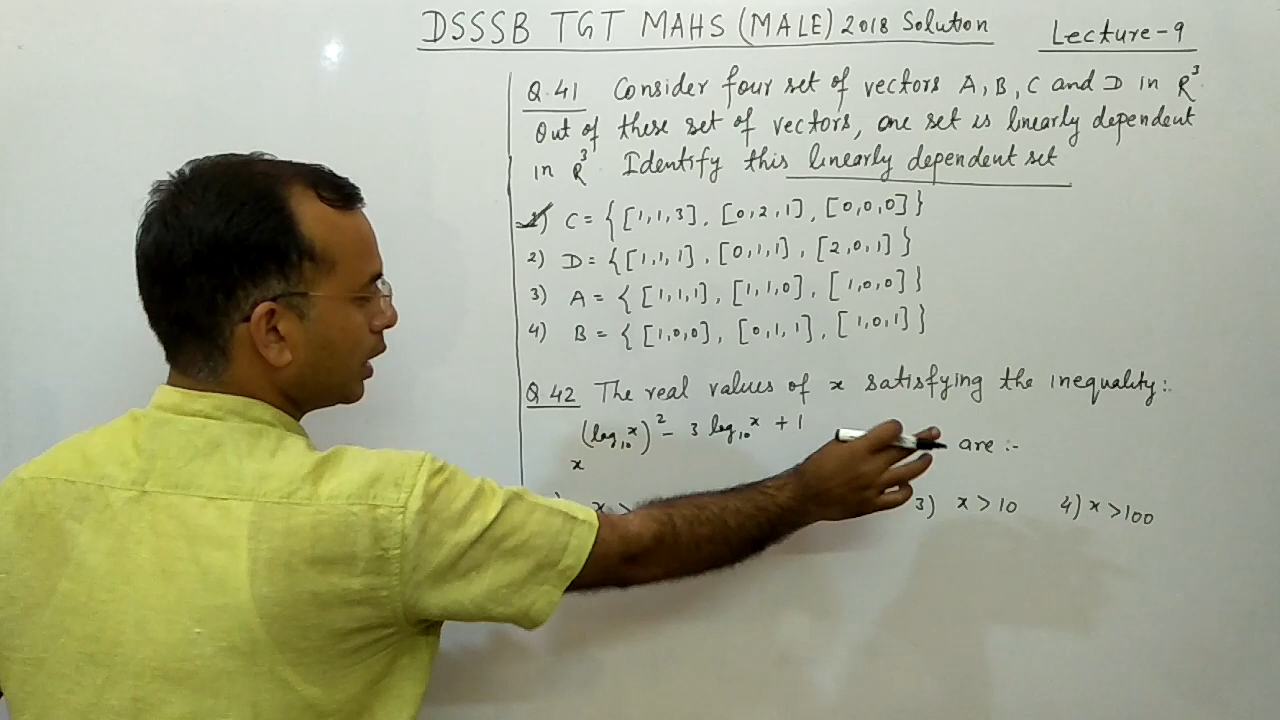 DSSSB TGT MAHS (MALE) 2018 Solution
Lecture-9
Q.41 Consider four set of vectors A, B, C and D in R³
Out of these set of vectors, one set is linearly dependent
in R³. Identify this linearly dependent set
1) C = {[1,1,3], [0,2,1], [0,0,0]}
2) D = {[1,1,1], [0,1,1], [2,0,1]}
3) A = {[1,1,1], [1,1,0], [1,0,0]}
4) B = {[1,0,0], [0,1,1], [1,0,1]}
Q.42 The real values of x satisfying the inequality:-
x^((log₁₀x)² - 3 log₁₀x + 1) are :-
x > 3) x > 10 4) x > 100